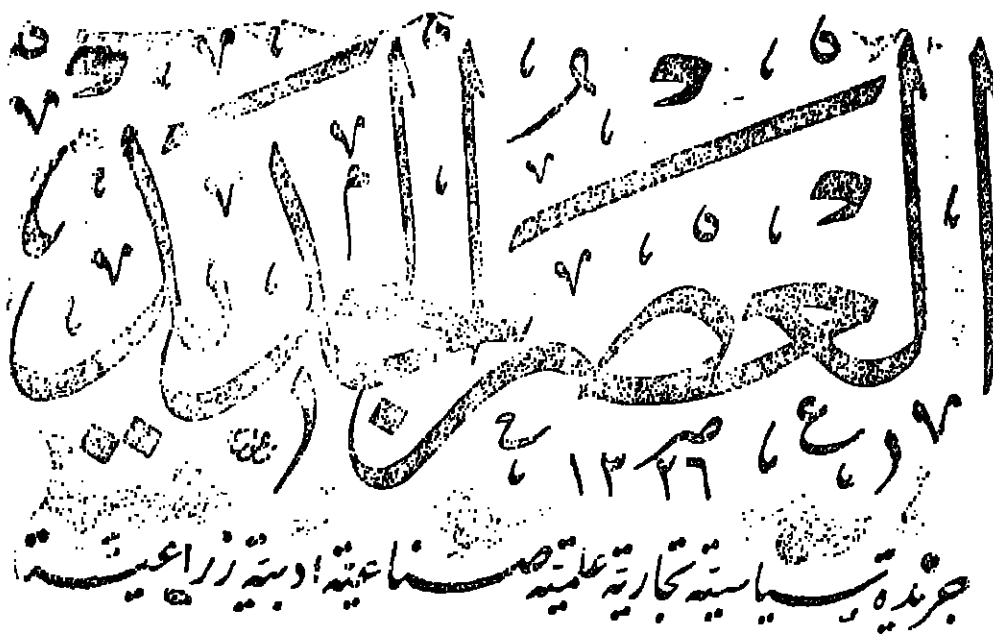 العصر الجديد
١٣٢٦
جريدة سياسية تجارية علمية صناعية ادبية زراعية